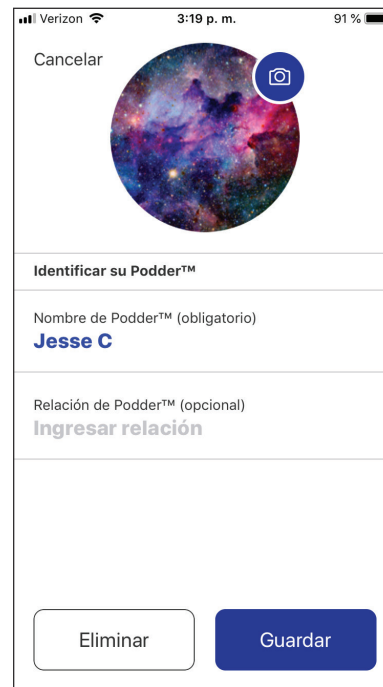 Verizon 3:19 p. m. 91 %
Cancelar
Identificar su Podder™
Nombre de Podder™ (obligatorio)
Jesse C
Relación de Podder™ (opcional)
Ingresar relación
Eliminar Guardar